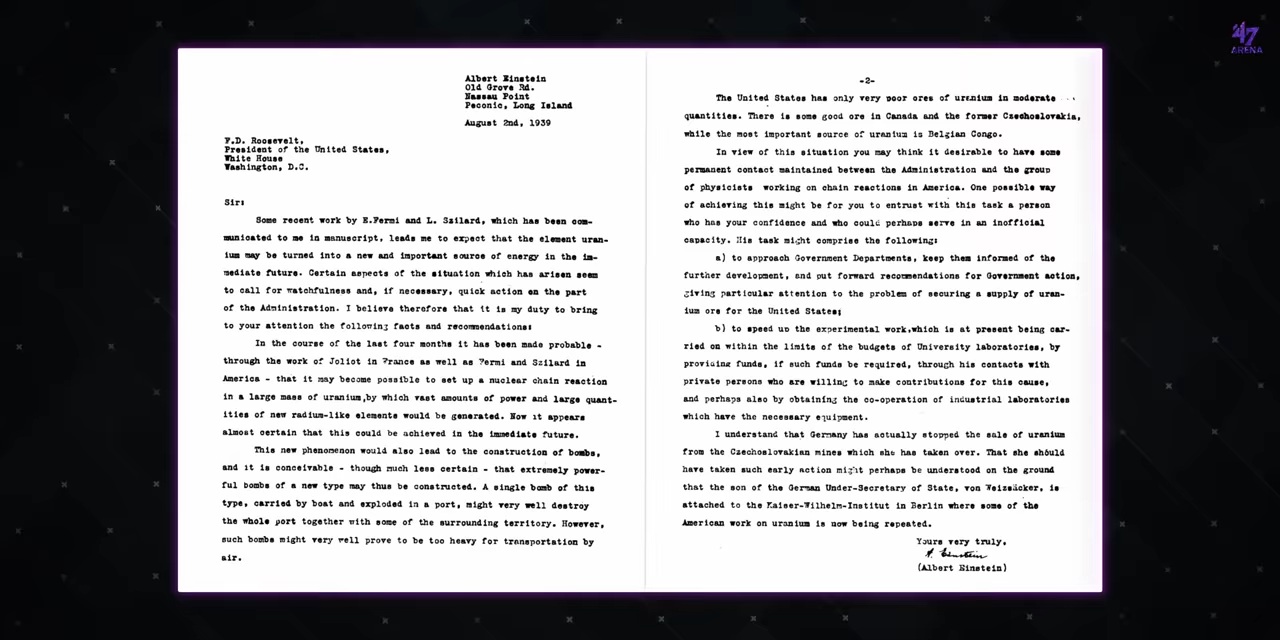 47
ARENA
Albert Einstein
Old Grove Rd.
Nassau Point
Peconic, Long Island
August 2nd, 1939
F.D. Roosevelt,
President of the United States,
White House
Washington, D.C.
Sir:
Some recent work by E.Fermi and L. Szilard, which has been com-
municated to me in manuscript, leads me to expect that the element uran-
ium may be turned into a new and important source of energy in the im-
mediate future. Certain aspects of the situation which has arisen seem
to call for watchfulness and, if necessary, quick action on the part
of the Administration. I believe therefore that it is my duty to bring
to your attention the following facts and recommendations:
In the course of the last four months it has been made probable -
through the work of Joliot in France as well as Fermi and Szilard in
America - that it may become possible to set up a nuclear chain reaction
in a large mass of uranium,by which vast amounts of power and large quant-
ities of new radium-like elements would be generated. Now it appears
almost certain that this could be achieved in the immediate future.
This new phenomenon would also lead to the construction of bombs,
and it is conceivable - though much less certain - that extremely power-
ful bombs of a new type may thus be constructed. A single bomb of this
type, carried by boat and exploded in a port, might very well destroy
the whole port together with some of the surrounding territory. However,
such bombs might very well prove to be too heavy for transportation by
air.
-2-
The United States has only very poor ores of uranium in moderate
quantities. There is some good ore in Canada and the former Czechoslovakia,
while the most important source of uranium is Belgian Congo.
In view of this situation you may think it desirable to have some
permanent contact maintained between the Administration and the group
of physicists working on chain reactions in America. One possible way
of achieving this might be for you to entrust with this task a person
who has your confidence and who could perhaps serve in an inofficial
capacity. His task might comprise the following:
a) to approach Government Departments, keep them informed of the
further development, and put forward recommendations for Government action,
giving particular attention to the problem of securing a supply of uran-
ium ore for the United States;
b) to speed up the experimental work,which is at present being car-
ried on within the limits of the budgets of University laboratories, by
providing funds, if such funds be required, through his contacts with
private persons who are willing to make contributions for this cause,
and perhaps also by obtaining the co-operation of industrial laboratories
which have the necessary equipment.
I understand that Germany has actually stopped the sale of uranium
from the Czechoslovakian mines which she has taken over. That she should
have taken such early action might perhaps be understood on the ground
that the son of the German Under-Secretary of State, von Weizsäcker, is
attached to the Kaiser-Wilhelm-Institut in Berlin where some of the
American work on uranium is now being repeated.
Yours very truly,
A. Einstein
(Albert Einstein)